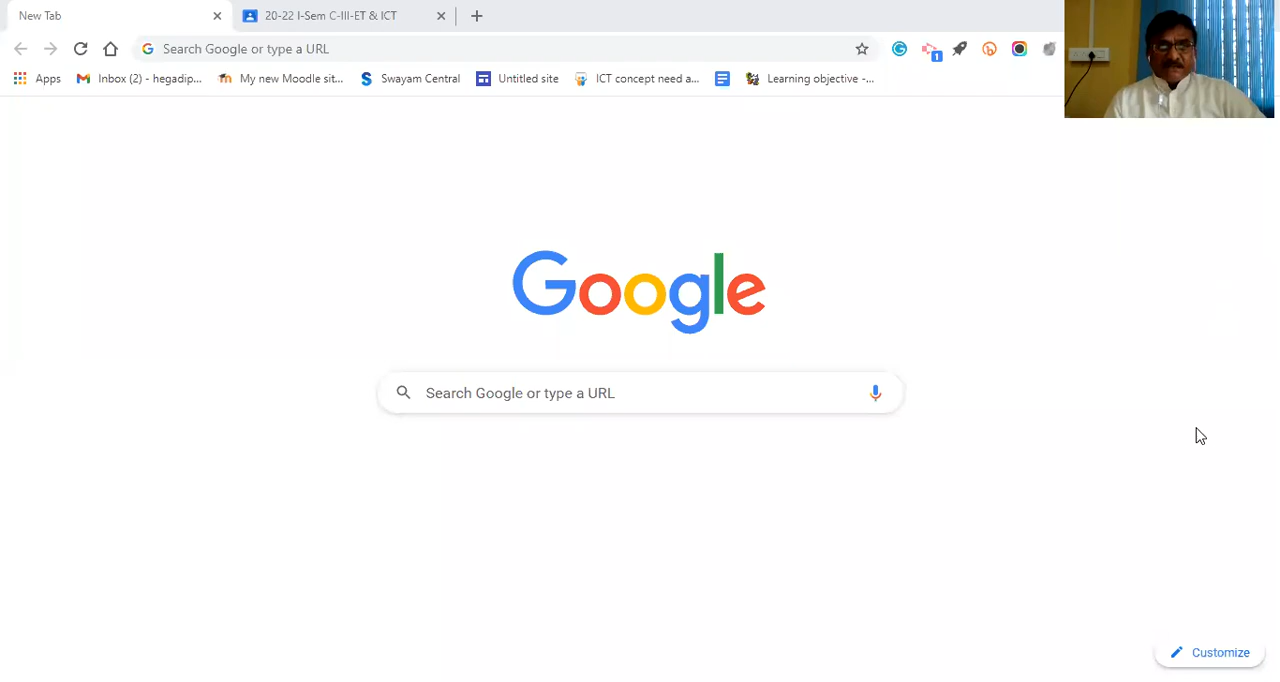 New Tab
20-22 I-Sem C-III-ET & ICT
Search Google or type a URL
1
Apps
Inbox (2) - hegadip...
My new Moodle sit...
Swayam Central
Untitled site
ICT concept need a...
Learning objective -...
Google
Search Google or type a URL
Customize